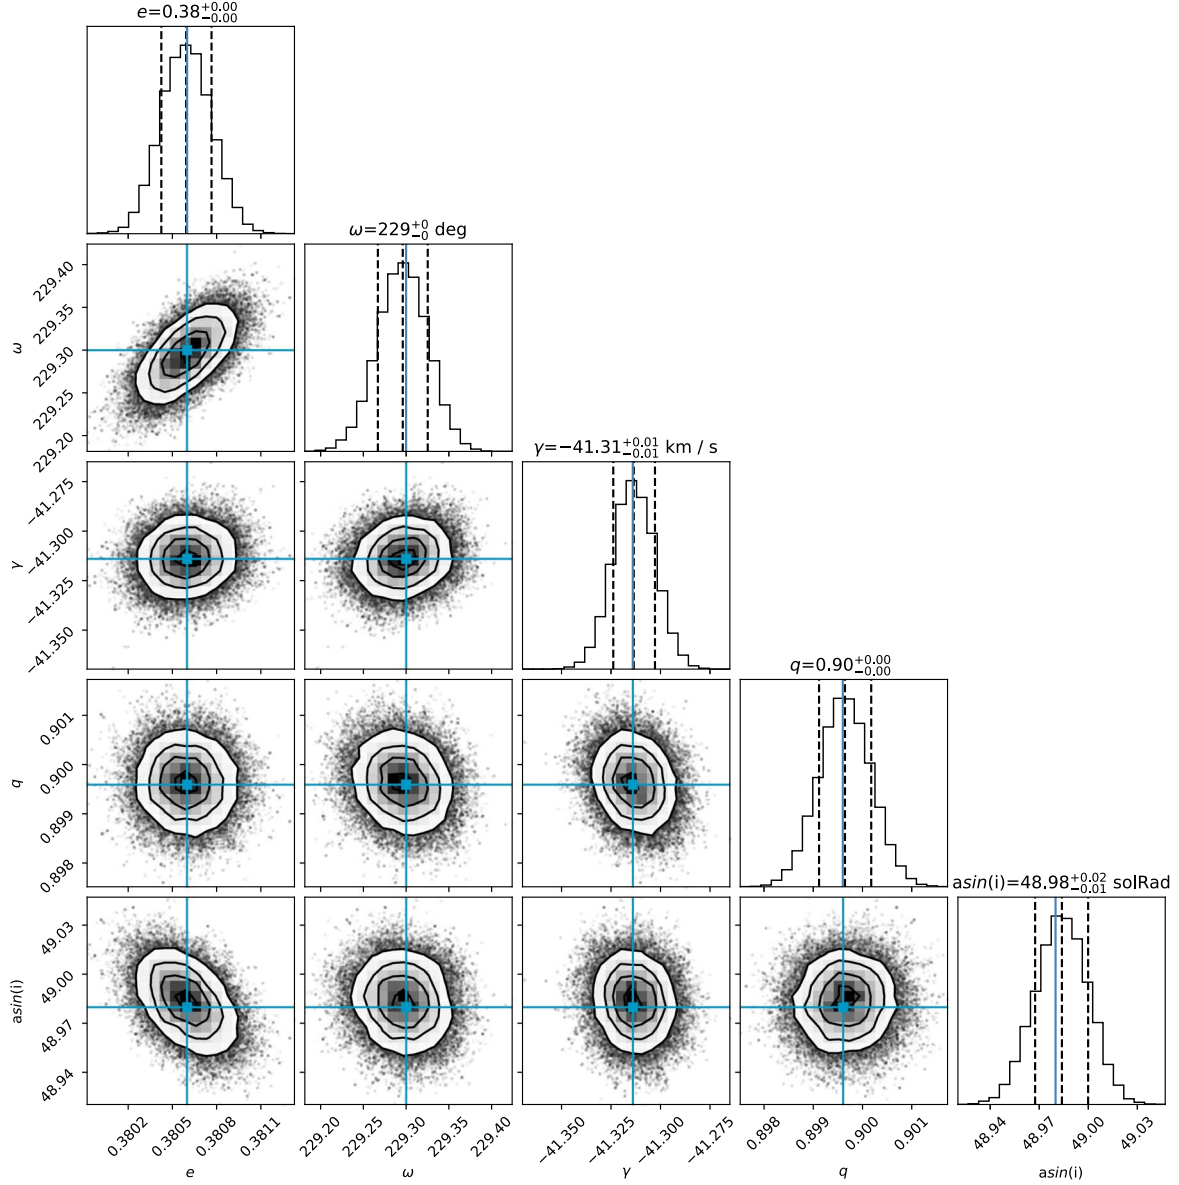 e=0.38+0.00−0.00
ω=229+0−0 deg
229.40
229.35
229.30
229.25
229.20
ω
γ=−41.31+0.01−0.01 km / s
−41.275
−41.300
−41.325
−41.350
γ
q=0.90+0.00−0.00
0.901
0.900
0.899
0.898
q
asin(i)=48.98+0.02−0.01 solRad
49.03
49.00
48.97
48.94
asin(i)
0.3802 0.3805 0.3808 0.3811
229.20 229.25 229.30 229.35 229.40
−41.350 −41.325 −41.300 −41.275
0.898 0.899 0.900 0.901
48.94 48.97 49.00 49.03
e ω γ q asin(i)